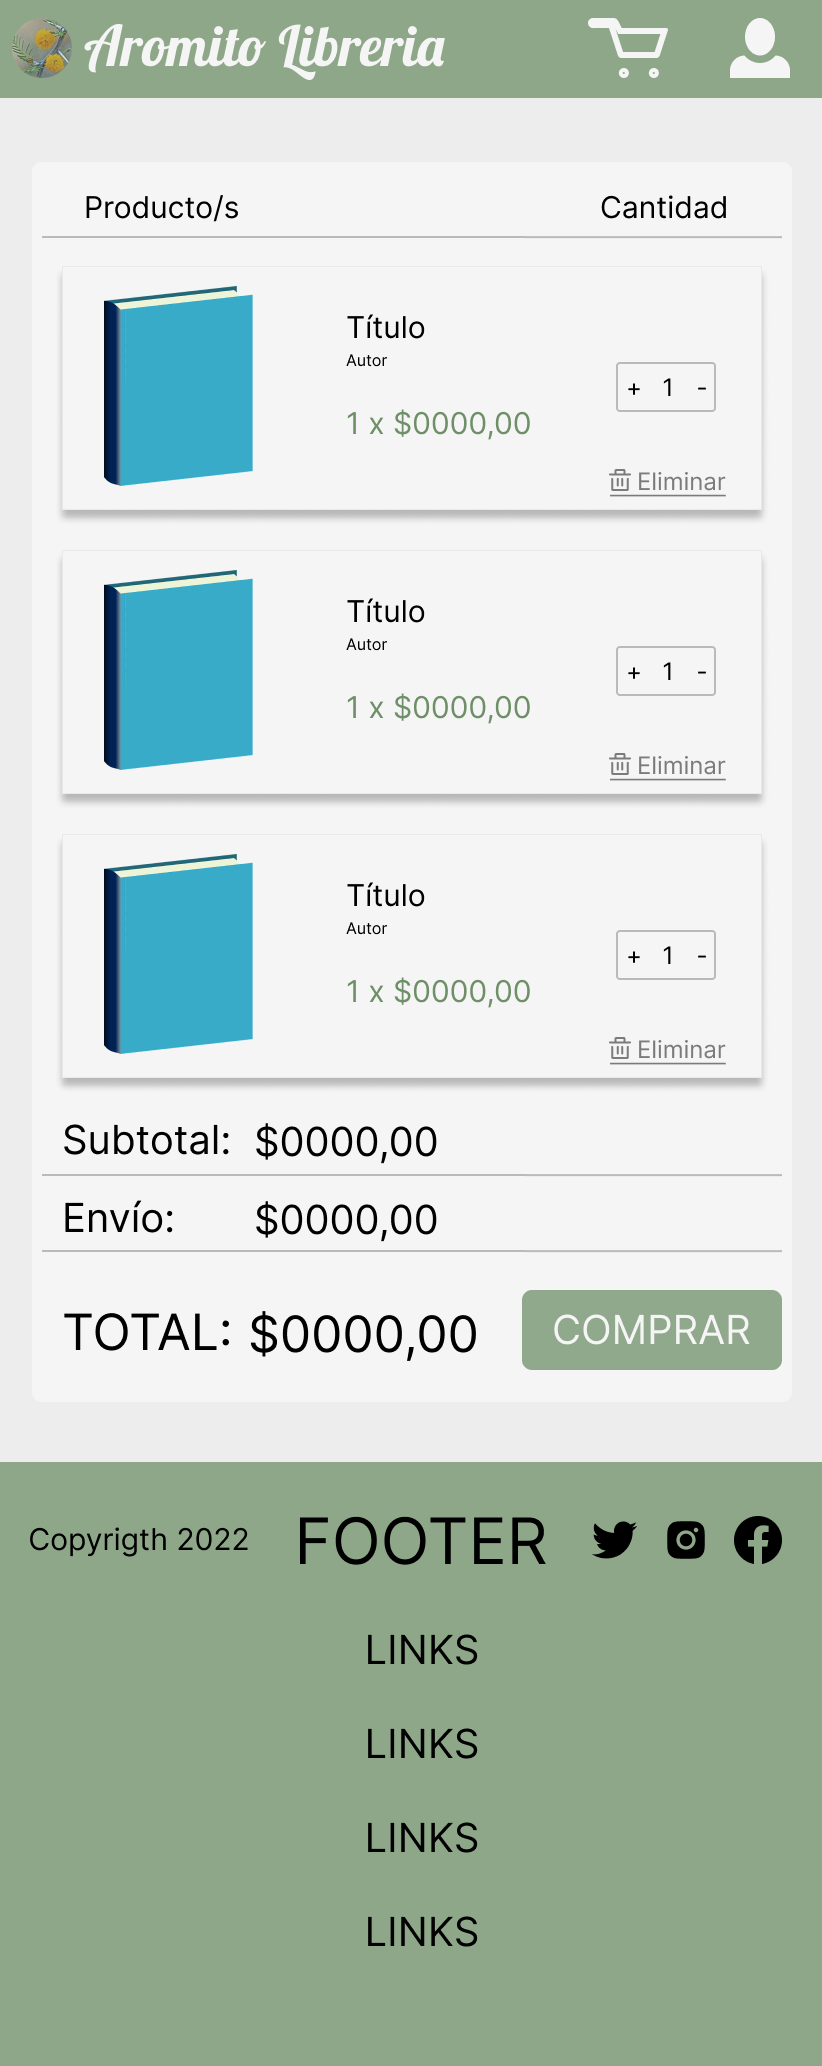 Aromito Libreria
Producto/s Cantidad
Título
Autor
1 x $0000,00
+ 1 -
Eliminar
Título
Autor
1 x $0000,00
+ 1 -
Eliminar
Título
Autor
1 x $0000,00
+ 1 -
Eliminar
Subtotal: $0000,00
Envío: $0000,00
TOTAL: $0000,00 COMPRAR
Copyrigth 2022 FOOTER
LINKS
LINKS
LINKS
LINKS